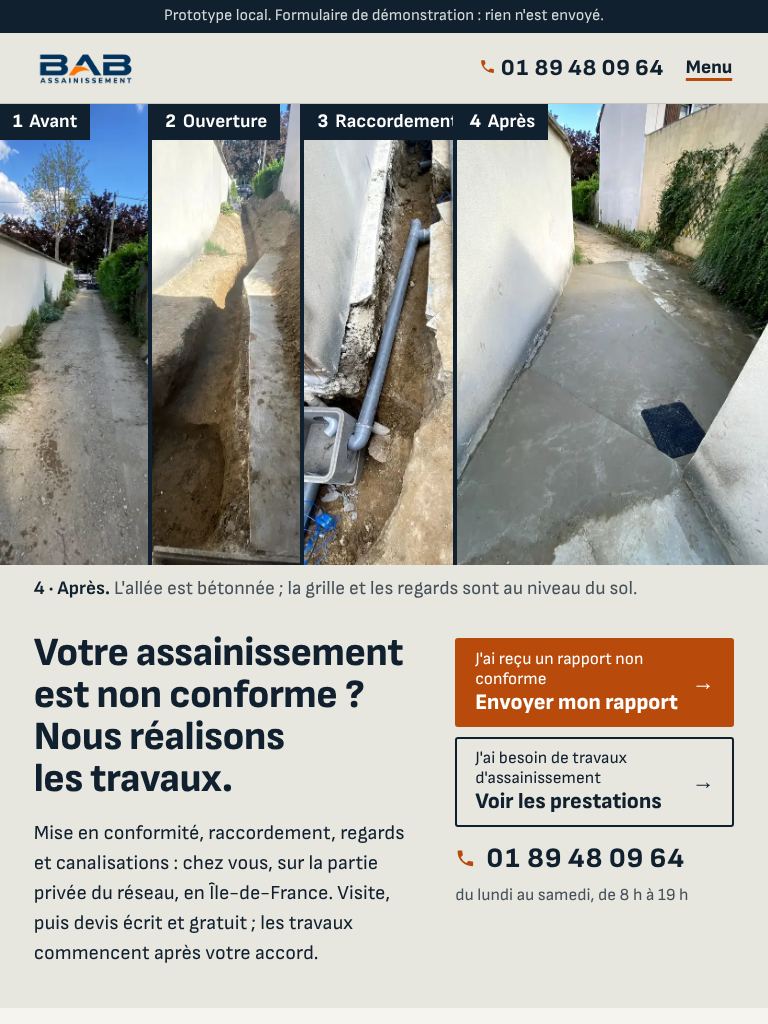 Prototype local. Formulaire de démonstration : rien n'est envoyé.
BAB
ASSAINISSEMENT
01 89 48 09 64
Menu
1 Avant
2 Ouverture
3 Raccordement
4 Après
4 · Après. L'allée est bétonnée ; la grille et les regards sont au niveau du sol.
Votre assainissement
est non conforme ?
Nous réalisons
les travaux.
Mise en conformité, raccordement, regards
et canalisations : chez vous, sur la partie
privée du réseau, en Île-de-France. Visite,
puis devis écrit et gratuit ; les travaux
commencent après votre accord.
J'ai reçu un rapport non
conforme
Envoyer mon rapport →
J'ai besoin de travaux
d'assainissement
Voir les prestations →
01 89 48 09 64
du lundi au samedi, de 8 h à 19 h